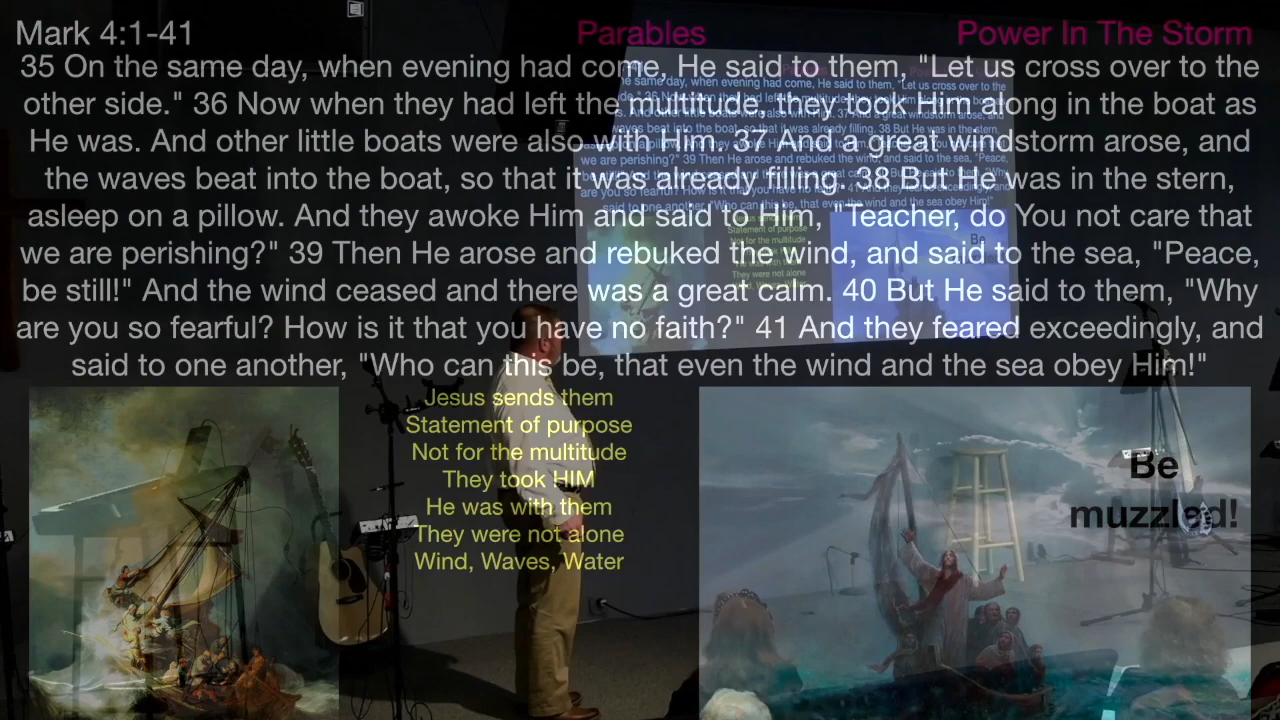 Mark 4:1-41 Parables Power In The Storm
35 On the same day, when evening had come, He said to them, "Let us cross over to the
other side." 36 Now when they had left the multitude, they took Him along in the boat as
He was. And other little boats were also with Him. 37 And a great windstorm arose, and
the waves beat into the boat, so that it was already filling. 38 But He was in the stern,
asleep on a pillow. And they awoke Him and said to Him, "Teacher, do You not care that
we are perishing?" 39 Then He arose and rebuked the wind, and said to the sea, "Peace,
be still!" And the wind ceased and there was a great calm. 40 But He said to them, "Why
are you so fearful? How is it that you have no faith?" 41 And they feared exceedingly, and
said to one another, "Who can this be, that even the wind and the sea obey Him!"
Jesus sends them
Statement of purpose
Not for the multitude
They took HIM
He was with them
They were not alone
Wind, Waves, Water
Be
muzzled!